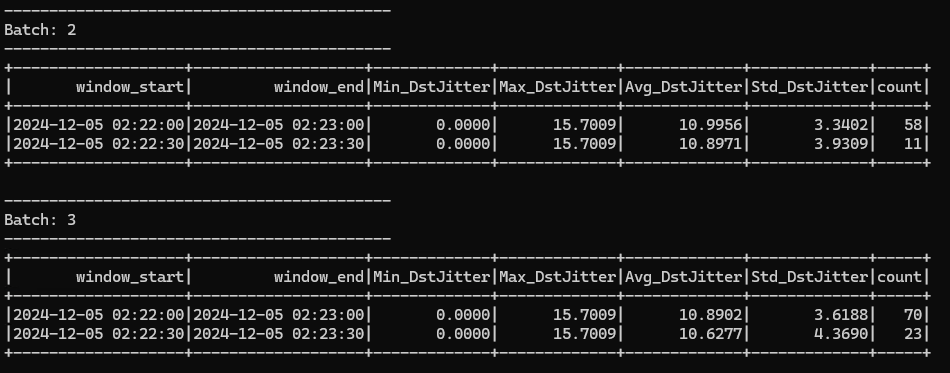 -------------------------------------------
Batch: 2
-------------------------------------------
+-------------------+-------------------+-------------+-------------+-------------+-------------+-----+
|       window_start|         window_end|Min_DstJitter|Max_DstJitter|Avg_DstJitter|Std_DstJitter|count|
+-------------------+-------------------+-------------+-------------+-------------+-------------+-----+
|2024-12-05 02:22:00|2024-12-05 02:23:00|       0.0000|      15.7009|      10.9956|       3.3402|   58|
|2024-12-05 02:22:30|2024-12-05 02:23:30|       0.0000|      15.7009|      10.8971|       3.9309|   11|
+-------------------+-------------------+-------------+-------------+-------------+-------------+-----+
-------------------------------------------
Batch: 3
-------------------------------------------
+-------------------+-------------------+-------------+-------------+-------------+-------------+-----+
|       window_start|         window_end|Min_DstJitter|Max_DstJitter|Avg_DstJitter|Std_DstJitter|count|
+-------------------+-------------------+-------------+-------------+-------------+-------------+-----+
|2024-12-05 02:22:00|2024-12-05 02:23:00|       0.0000|      15.7009|      10.8902|       3.6188|   70|
|2024-12-05 02:22:30|2024-12-05 02:23:30|       0.0000|      15.7009|      10.6277|       4.3690|   23|
+-------------------+-------------------+-------------+-------------+-------------+-------------+-----+